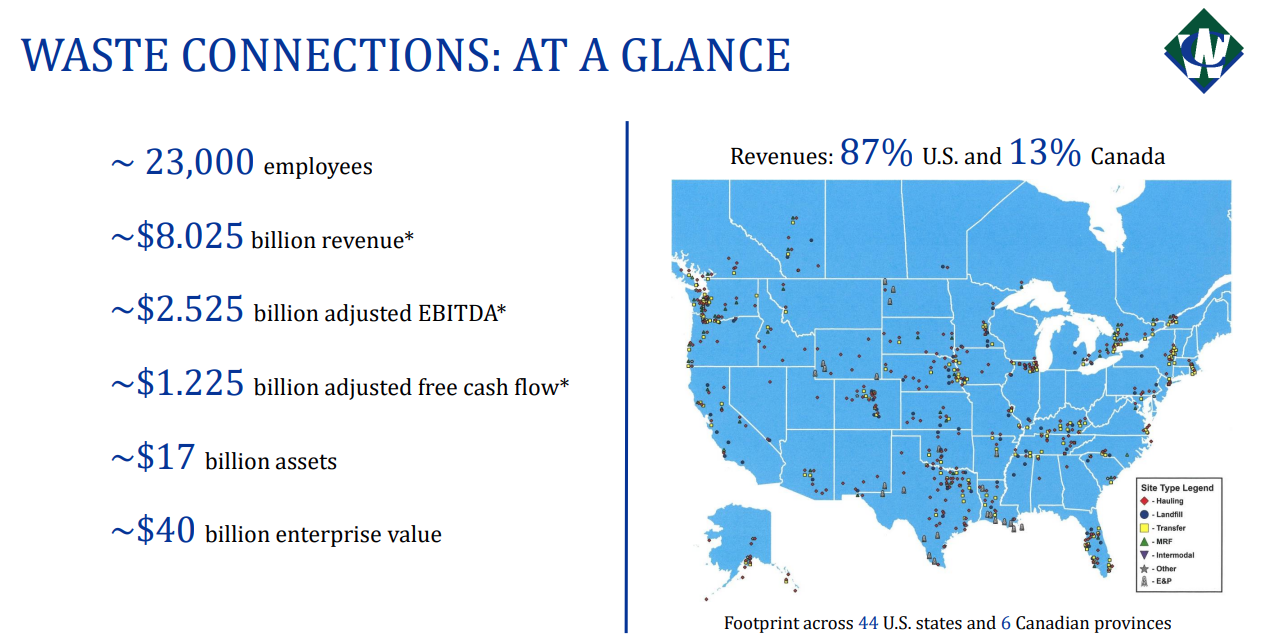 WASTE CONNECTIONS: AT A GLANCE
~ 23,000 employees
~$8.025 billion revenue*
~$2.525 billion adjusted EBITDA*
~$1.225 billion adjusted free cash flow*
~$17 billion assets
~$40 billion enterprise value
Revenues: 87% U.S. and 13% Canada
Site Type Legend
- Hauling
- Landfill
- Transfer
- MRF
- Intermodal
- Other
- E&P
Footprint across 44 U.S. states and 6 Canadian provinces